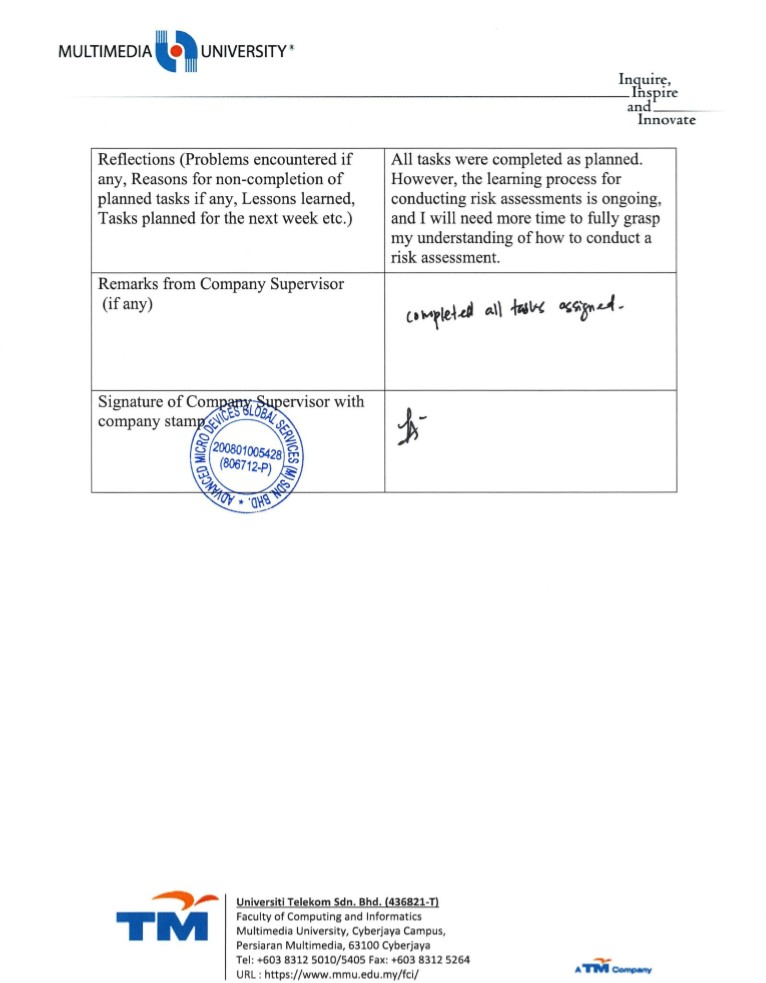 MULTIMEDIA UNIVERSITY®
Inquire,
Inspire
and
Innovate
Reflections (Problems encountered if
any, Reasons for non-completion of
planned tasks if any, Lessons learned,
Tasks planned for the next week etc.)
All tasks were completed as planned.
However, the learning process for
conducting risk assessments is ongoing,
and I will need more time to fully grasp
my understanding of how to conduct a
risk assessment.
Remarks from Company Supervisor
(if any)
completed all tasks assigned.
Signature of Company Supervisor with
company stamp
ADVANCED MICRO DEVICES GLOBAL SERVICES (M) SDN. BHD. *
200801005428
(806712-P)
TM
Universiti Telekom Sdn. Bhd. (436821-T)
Faculty of Computing and Informatics
Multimedia University, Cyberjaya Campus,
Persiaran Multimedia, 63100 Cyberjaya
Tel: +603 8312 5010/5405 Fax: +603 8312 5264
URL : https://www.mmu.edu.my/fci/
A TM Company